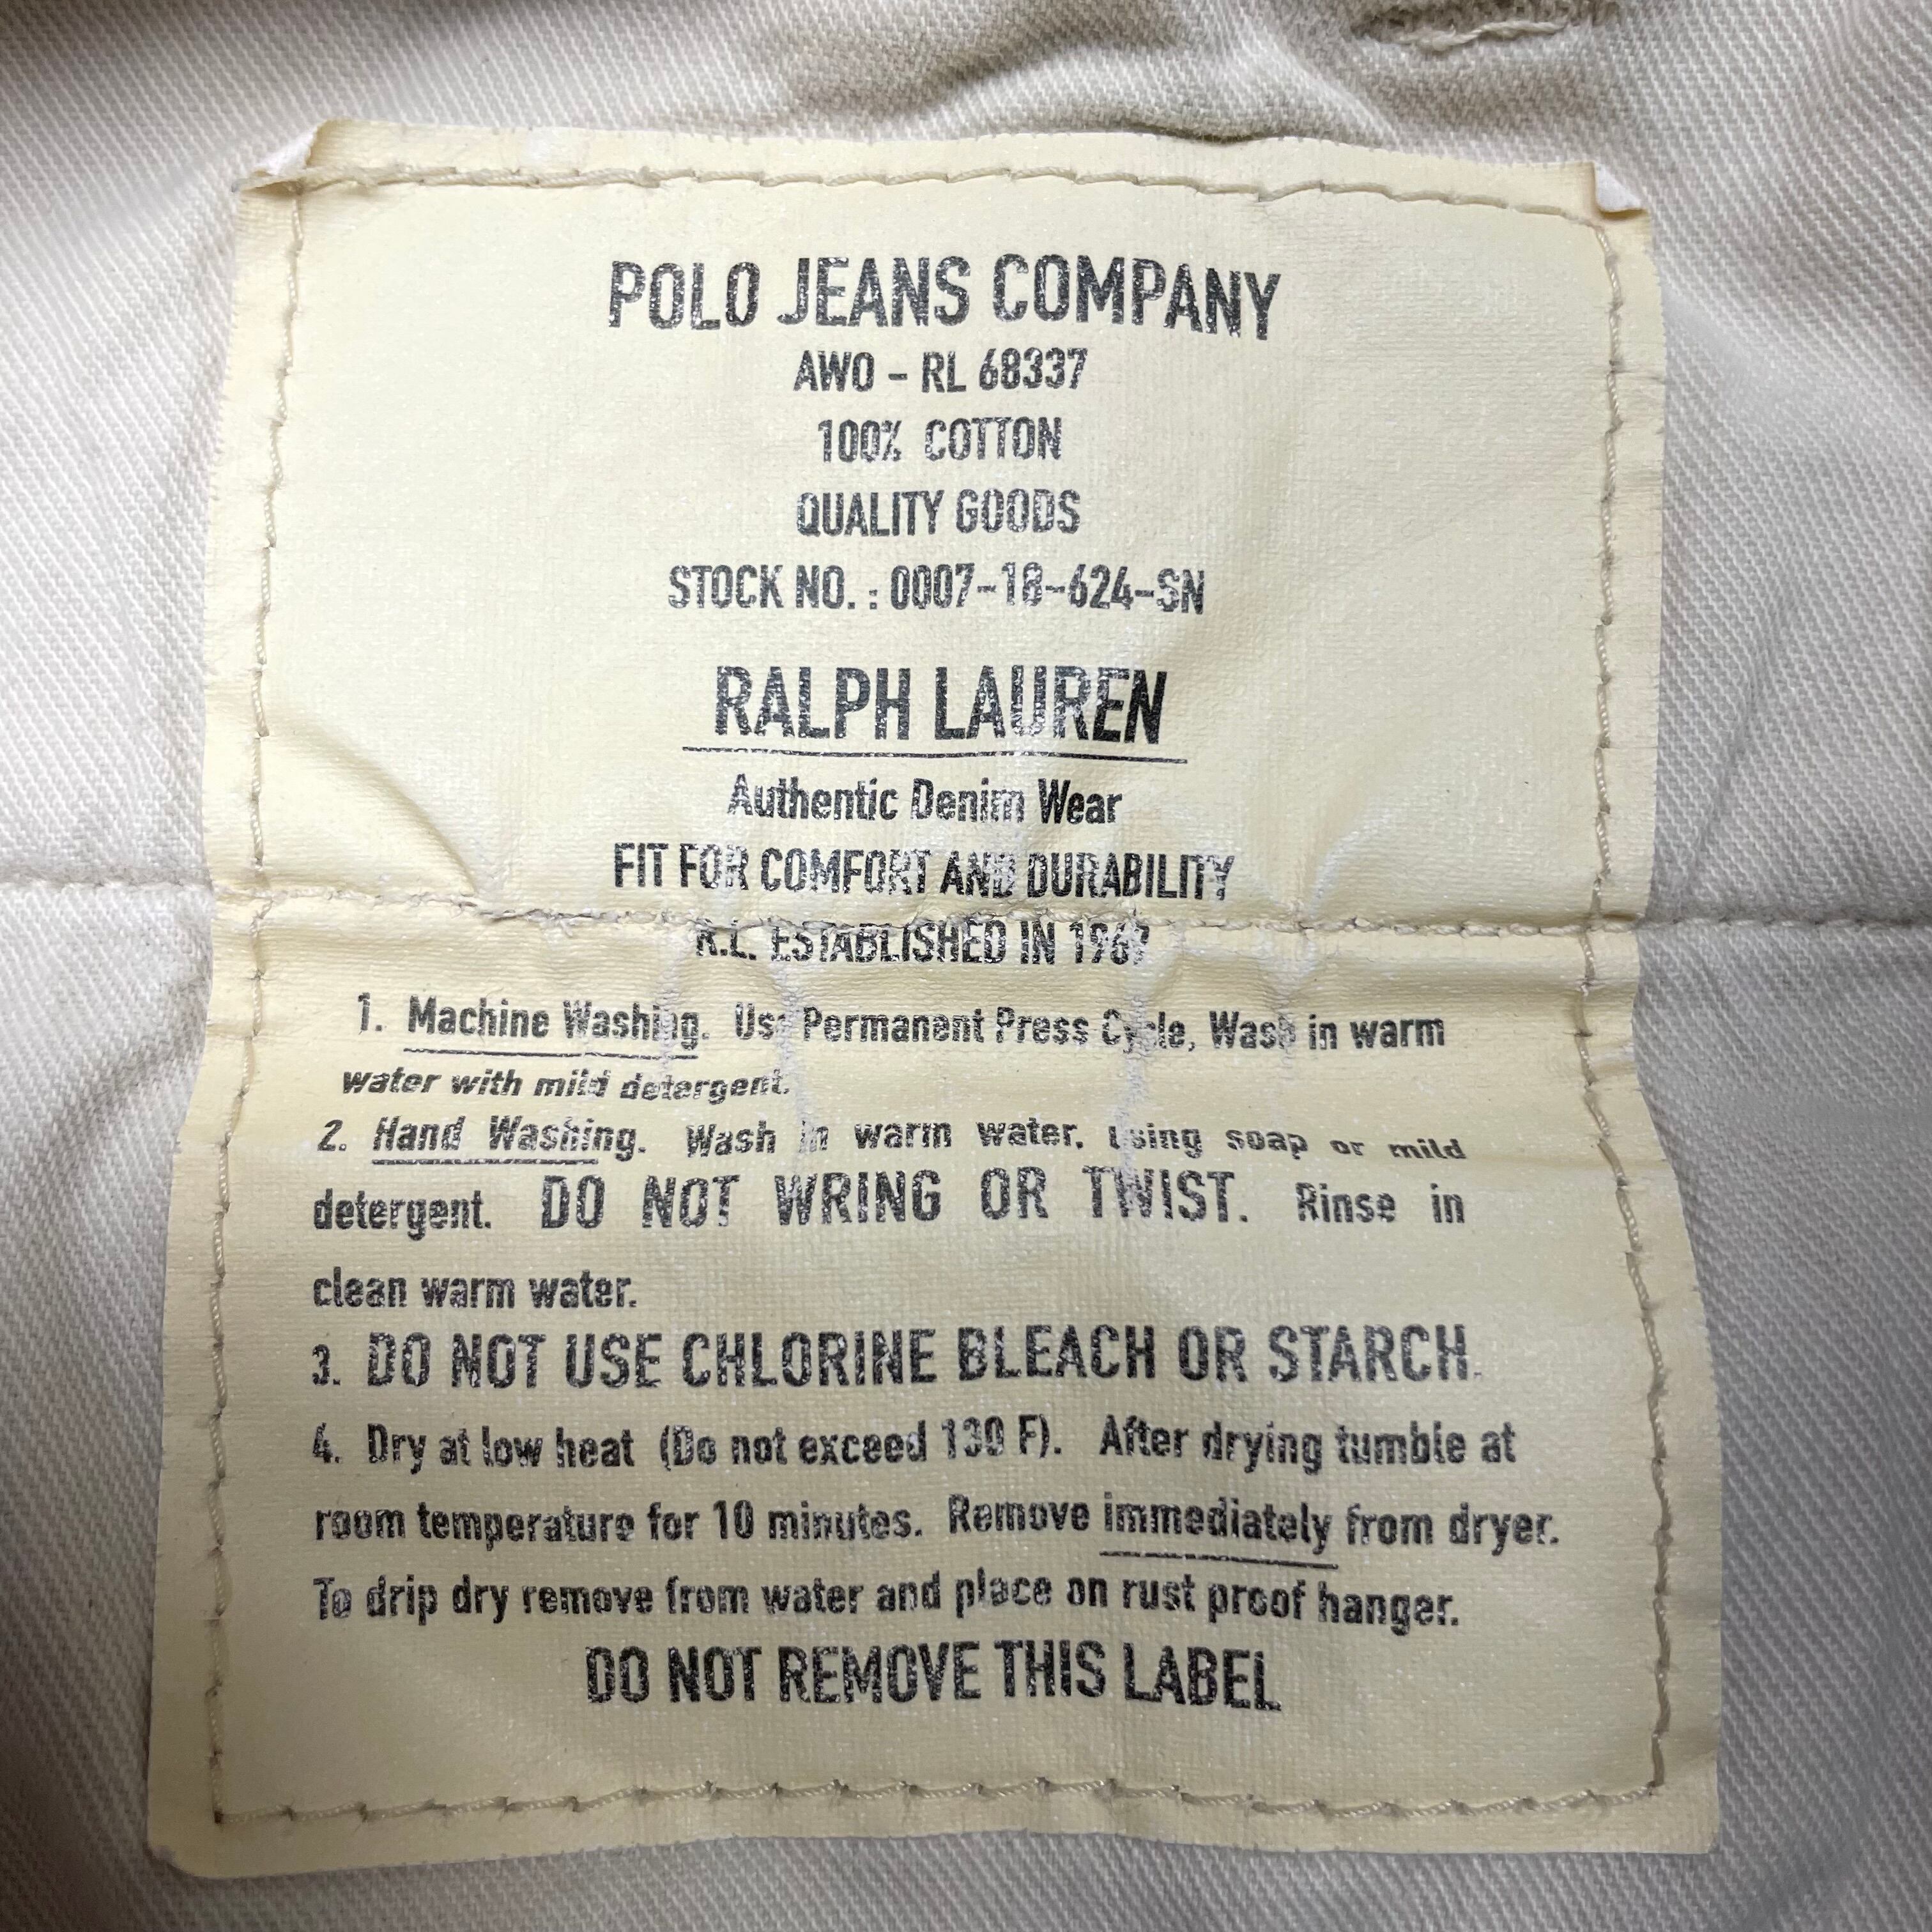 POLO JEANS COMPANY
AWO - RL 68337
100% COTTON
QUALITY GOODS
STOCK NO. : 0007-18-624-SN
RALPH LAUREN
Authentic Denim Wear
FIT FOR COMFORT AND DURABILITY
R.L. ESTABLISHED IN 1967
1. Machine Washing. Use Permanent Press Cycle, Wash in warm
water with mild detergent.
2. Hand Washing. Wash in warm water, using soap or mild
detergent. DO NOT WRING OR TWIST. Rinse in
clean warm water.
3. DO NOT USE CHLORINE BLEACH OR STARCH.
4. Dry at low heat (Do not exceed 130 F). After drying tumble at
room temperature for 10 minutes. Remove immediately from dryer.
To drip dry remove from water and place on rust proof hanger.
DO NOT REMOVE THIS LABEL